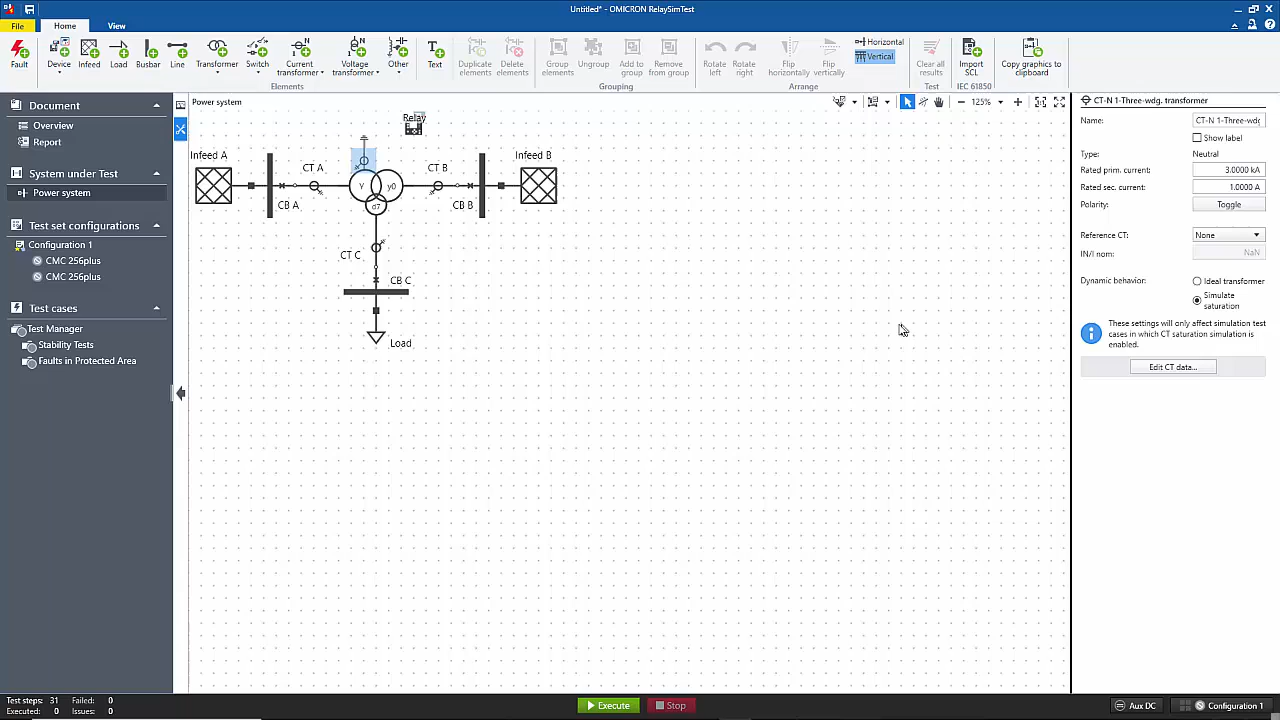 Untitled* - OMICRON RelaySimTest
File
Home
View
Fault
Device
Infeed
Load
Busbar
Line
Transformer
Switch
Current transformer
Voltage transformer
Other
Text
Duplicate elements
Delete elements
Group elements
Ungroup
Add to group
Remove from group
Rotate left
Rotate right
Flip horizontally
Flip vertically
Horizontal
Vertical
Clear all results
Import SCL
Copy graphics to clipboard
Elements
Grouping
Arrange
Test
IEC 61850
Document
Overview
Report
System under Test
Power system
Test set configurations
Configuration 1
CMC 256plus
CMC 256plus
Test cases
Test Manager
Stability Tests
Faults in Protected Area
Power system
125%
Relay
Infeed A
CT A
CB A
Y
y0
d7
CT B
CB B
Infeed B
CT C
CB C
Load
CT-N 1-Three-wdg. transformer
Name:
CT-N 1-Three-wdg
Show label
Type:
Neutral
Rated prim. current:
3.0000 kA
Rated sec. current:
1.0000 A
Polarity:
Toggle
Reference CT:
None
IN/I nom:
NaN
Dynamic behavior:
Ideal transformer
Simulate
saturation
These settings will only affect simulation test
cases in which CT saturation simulation is
enabled.
Edit CT data...
Test steps: 31 Failed: 0
Executed: 0 Issues: 0
Execute
Stop
Aux DC
Configuration 1